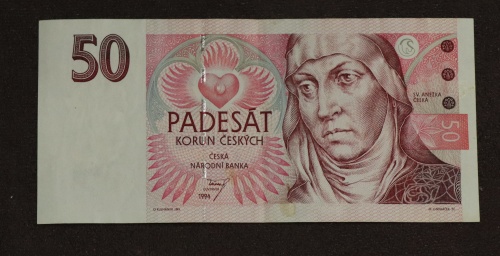 50
PADESÁT
KORUN ČESKÝCH
ČESKÁ
NÁRODNÍ BANKA
1994
SV. ANEŽKA
ČESKÁ
50